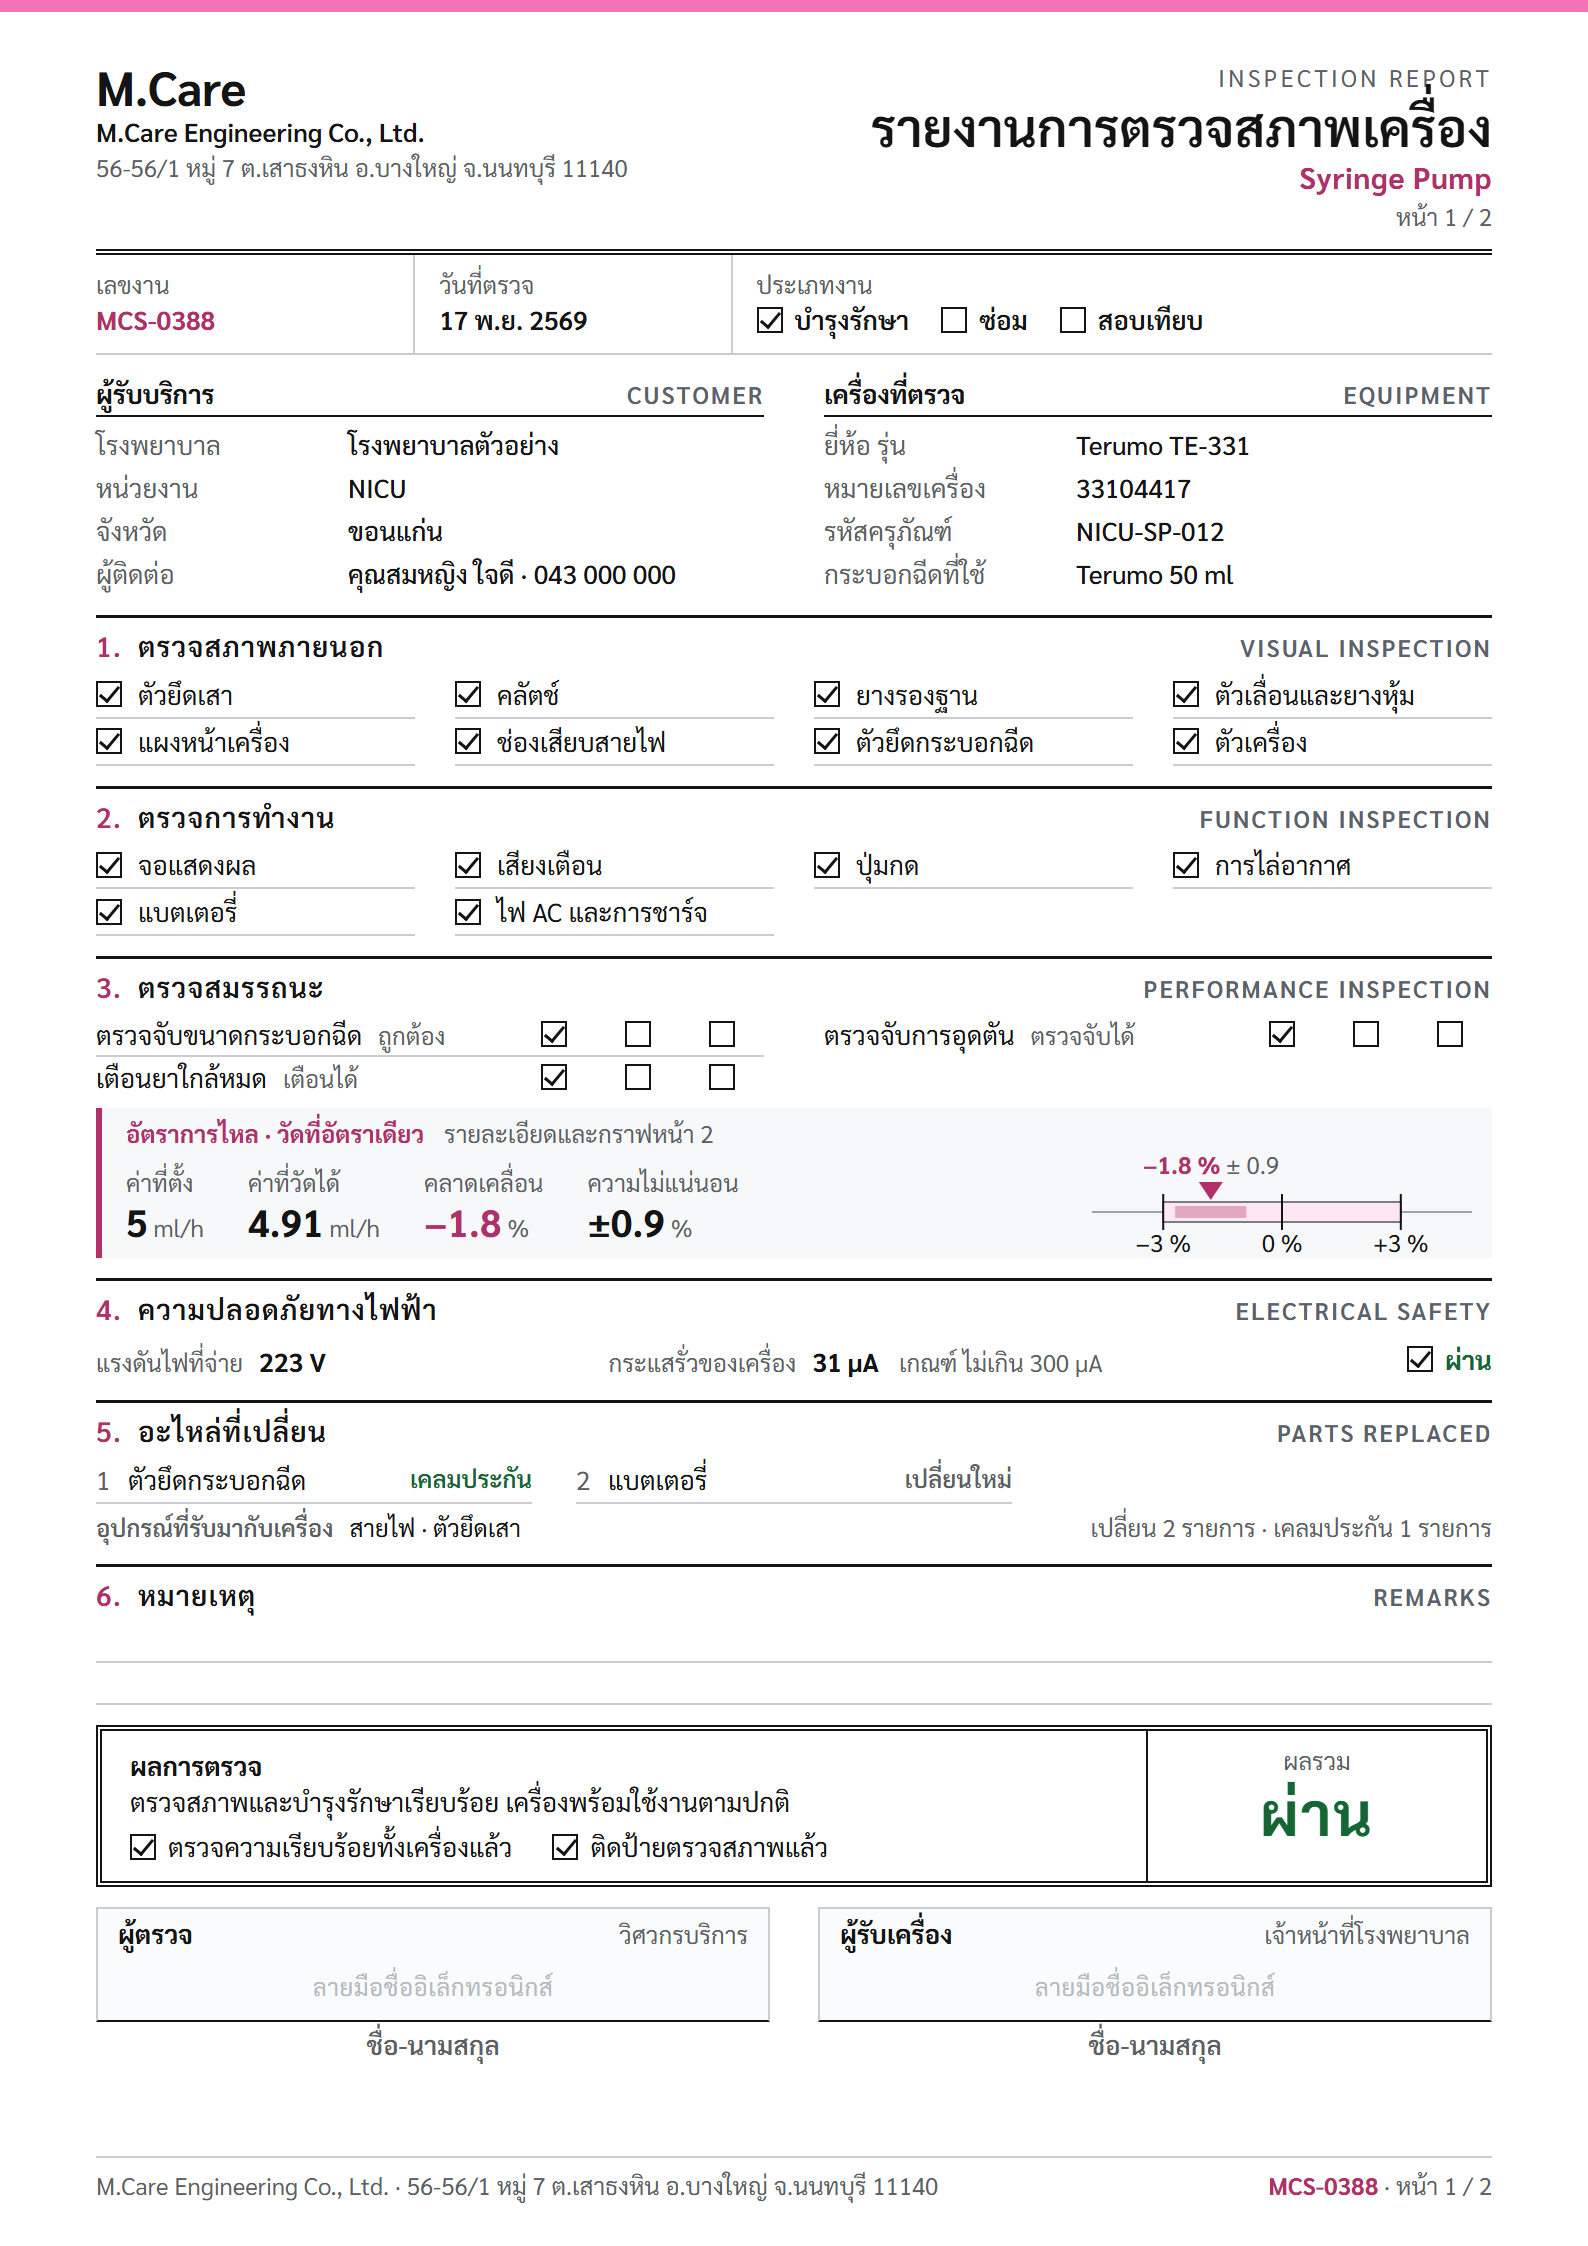 M.Care
M.Care Engineering Co., Ltd.
56-56/1 หมู่ 7 ต.เสาธงหิน อ.บางใหญ่ จ.นนทบุรี 11140
INSPECTION REPORT
รายงานการตรวจสภาพเครื่อง
Syringe Pump
หน้า 1 / 2
เลขงาน
MCS-0388
วันที่ตรวจ
17 พ.ย. 2569
ประเภทงาน
บำรุงรักษา ซ่อม สอบเทียบ
ผู้รับบริการ CUSTOMER
โรงพยาบาล โรงพยาบาลตัวอย่าง
หน่วยงาน NICU
จังหวัด ขอนแก่น
ผู้ติดต่อ คุณสมหญิง ใจดี · 043 000 000
เครื่องที่ตรวจ EQUIPMENT
ยี่ห้อ รุ่น Terumo TE-331
หมายเลขเครื่อง 33104417
รหัสครุภัณฑ์ NICU-SP-012
กระบอกฉีดที่ใช้ Terumo 50 ml
1. ตรวจสภาพภายนอก VISUAL INSPECTION
ตัวยึดเสา คลัตช์ ยางรองฐาน ตัวเลื่อนและยางหุ้ม
แผงหน้าเครื่อง ช่องเสียบสายไฟ ตัวยึดกระบอกฉีด ตัวเครื่อง
2. ตรวจการทำงาน FUNCTION INSPECTION
จอแสดงผล เสียงเตือน ปุ่มกด การไล่อากาศ
แบตเตอรี่ ไฟ AC และการชาร์จ
3. ตรวจสมรรถนะ PERFORMANCE INSPECTION
ตรวจจับขนาดกระบอกฉีด ถูกต้อง ตรวจจับการอุดตัน ตรวจจับได้
เตือนยาใกล้หมด เตือนได้
อัตราการไหล · วัดที่อัตราเดียว รายละเอียดและกราฟหน้า 2
ค่าที่ตั้ง ค่าที่วัดได้ คลาดเคลื่อน ความไม่แน่นอน
5 ml/h 4.91 ml/h –1.8 % ±0.9 %
–1.8 % ± 0.9
–3 % 0 % +3 %
4. ความปลอดภัยทางไฟฟ้า ELECTRICAL SAFETY
แรงดันไฟที่จ่าย 223 V กระแสรั่วของเครื่อง 31 µA เกณฑ์ ไม่เกิน 300 µA ผ่าน
5. อะไหล่ที่เปลี่ยน PARTS REPLACED
1 ตัวยึดกระบอกฉีด เคลมประกัน 2 แบตเตอรี่ เปลี่ยนใหม่
อุปกรณ์ที่รับมากับเครื่อง สายไฟ · ตัวยึดเสา เปลี่ยน 2 รายการ · เคลมประกัน 1 รายการ
6. หมายเหตุ REMARKS
ผลการตรวจ
ตรวจสภาพและบำรุงรักษาเรียบร้อย เครื่องพร้อมใช้งานตามปกติ
ตรวจความเรียบร้อยทั้งเครื่องแล้ว ติดป้ายตรวจสภาพแล้ว
ผลรวม
ผ่าน
ผู้ตรวจ วิศวกรบริการ
ลายมือชื่ออิเล็กทรอนิกส์
ชื่อ-นามสกุล
ผู้รับเครื่อง เจ้าหน้าที่โรงพยาบาล
ลายมือชื่ออิเล็กทรอนิกส์
ชื่อ-นามสกุล
M.Care Engineering Co., Ltd. · 56-56/1 หมู่ 7 ต.เสาธงหิน อ.บางใหญ่ จ.นนทบุรี 11140 MCS-0388 · หน้า 1 / 2